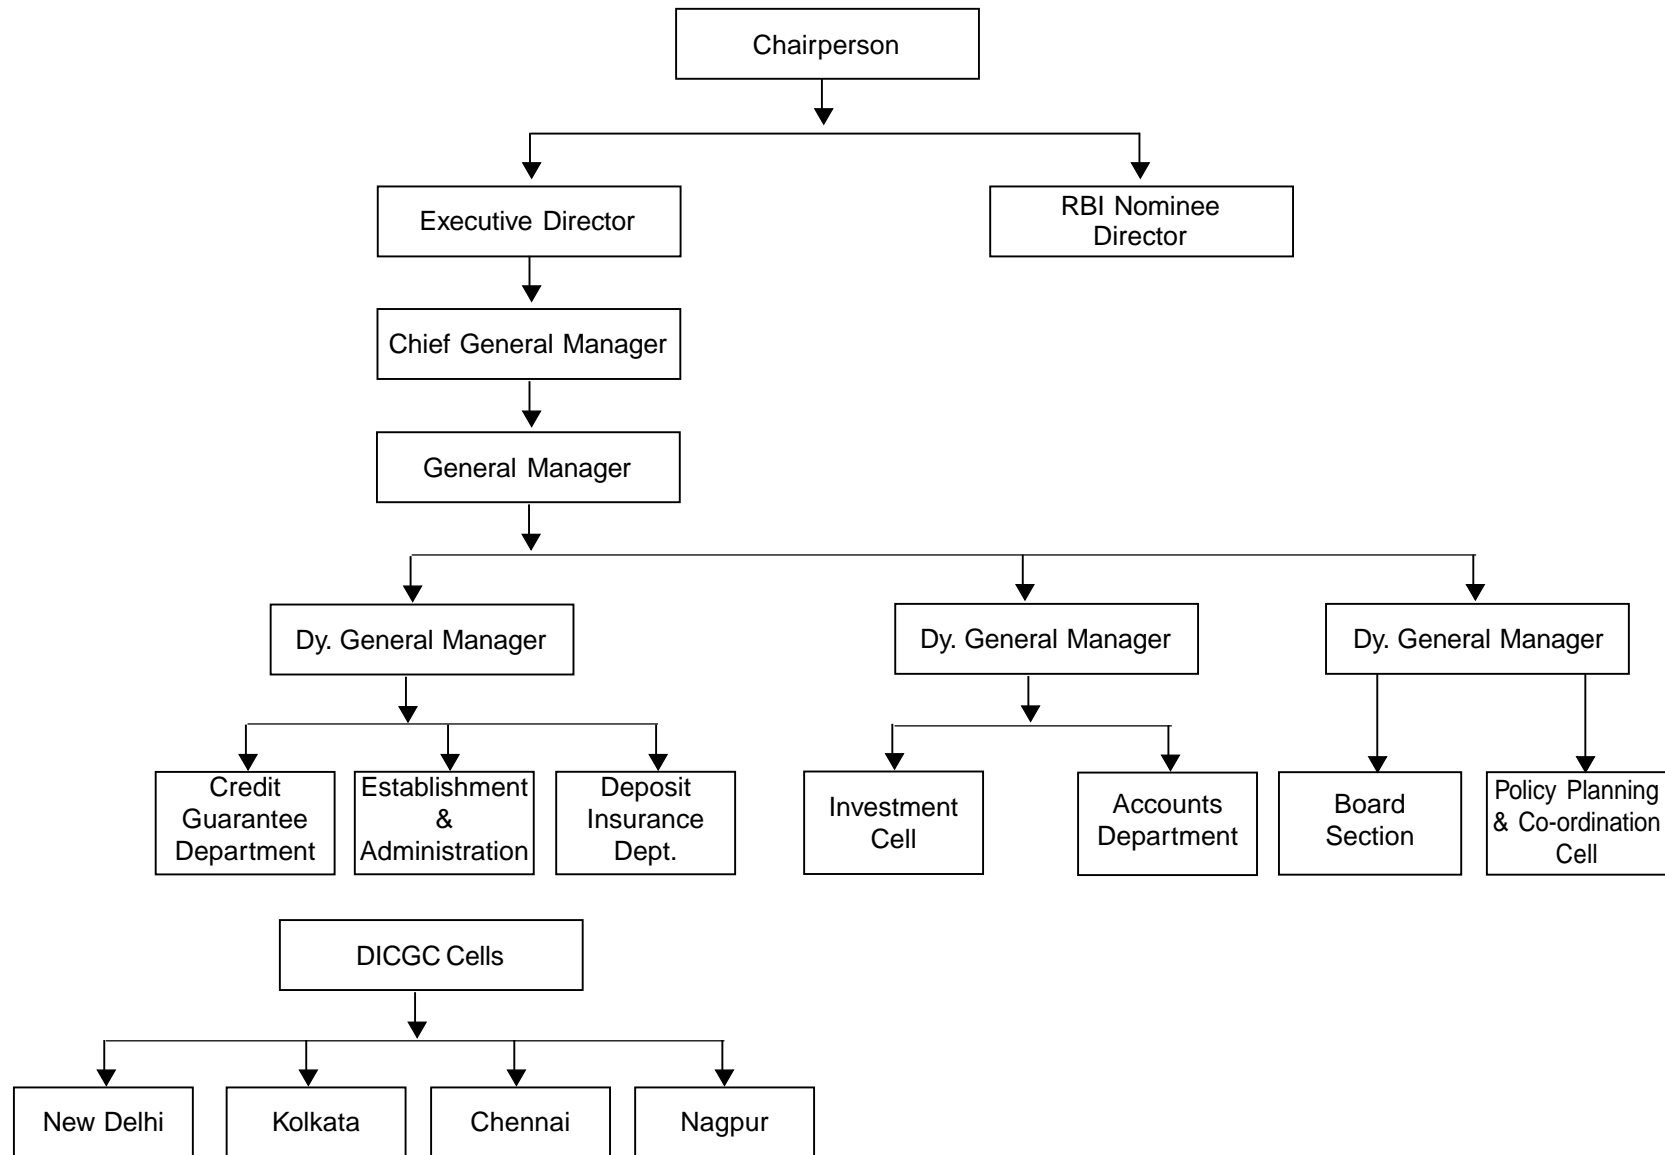 Chairperson
Executive Director
RBI Nominee
Director
Chief General Manager
General Manager
Dy. General Manager
Dy. General Manager
Dy. General Manager
Credit
Guarantee
Department
Establishment
&
Administration
Deposit
Insurance
Dept.
Investment
Cell
Accounts
Department
Board
Section
Policy Planning
& Co-ordination
Cell
DICGC Cells
New Delhi
Kolkata
Chennai
Nagpur